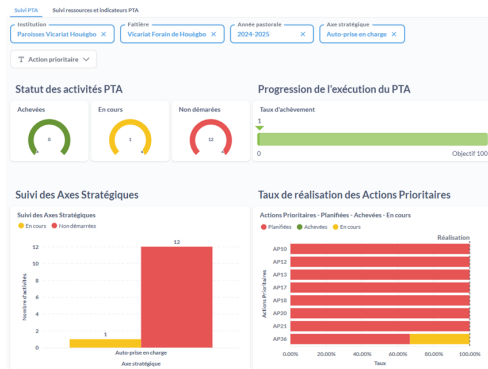 Suivi PTA Suivi ressources et indicateurs PTA
Institution Faîtière Année pastorale Axe stratégique
Paroisses Vicariat Houègbo Vicariat Forain de Houègbo 2024-2025 Auto-prise en charge
Action prioritaire
Statut des activités PTA Progression de l'exécution du PTA
Achevées En cours Non démarées Taux d'achèvement
1
0 1 12
0 Objectif 100
Suivi des Axes Stratégiques Taux de réalisation des Actions Prioritaires
Suivi des Axes Stratégiques
En cours Non démarrées
12
10
8
6
4
2
0
Nombre d'activités
12
1
Auto-prise en charge
Axe stratégique
Actions Prioritaires - Planifiées - Achevées - En cours
Planifiées Achevées En cours
Réalisation
Actions Prioritaires
AP10
AP12
AP13
AP17
AP18
AP20
AP21
AP36
0.00% 20.00% 40.00% 60.00% 80.00% 100.00%
Taux